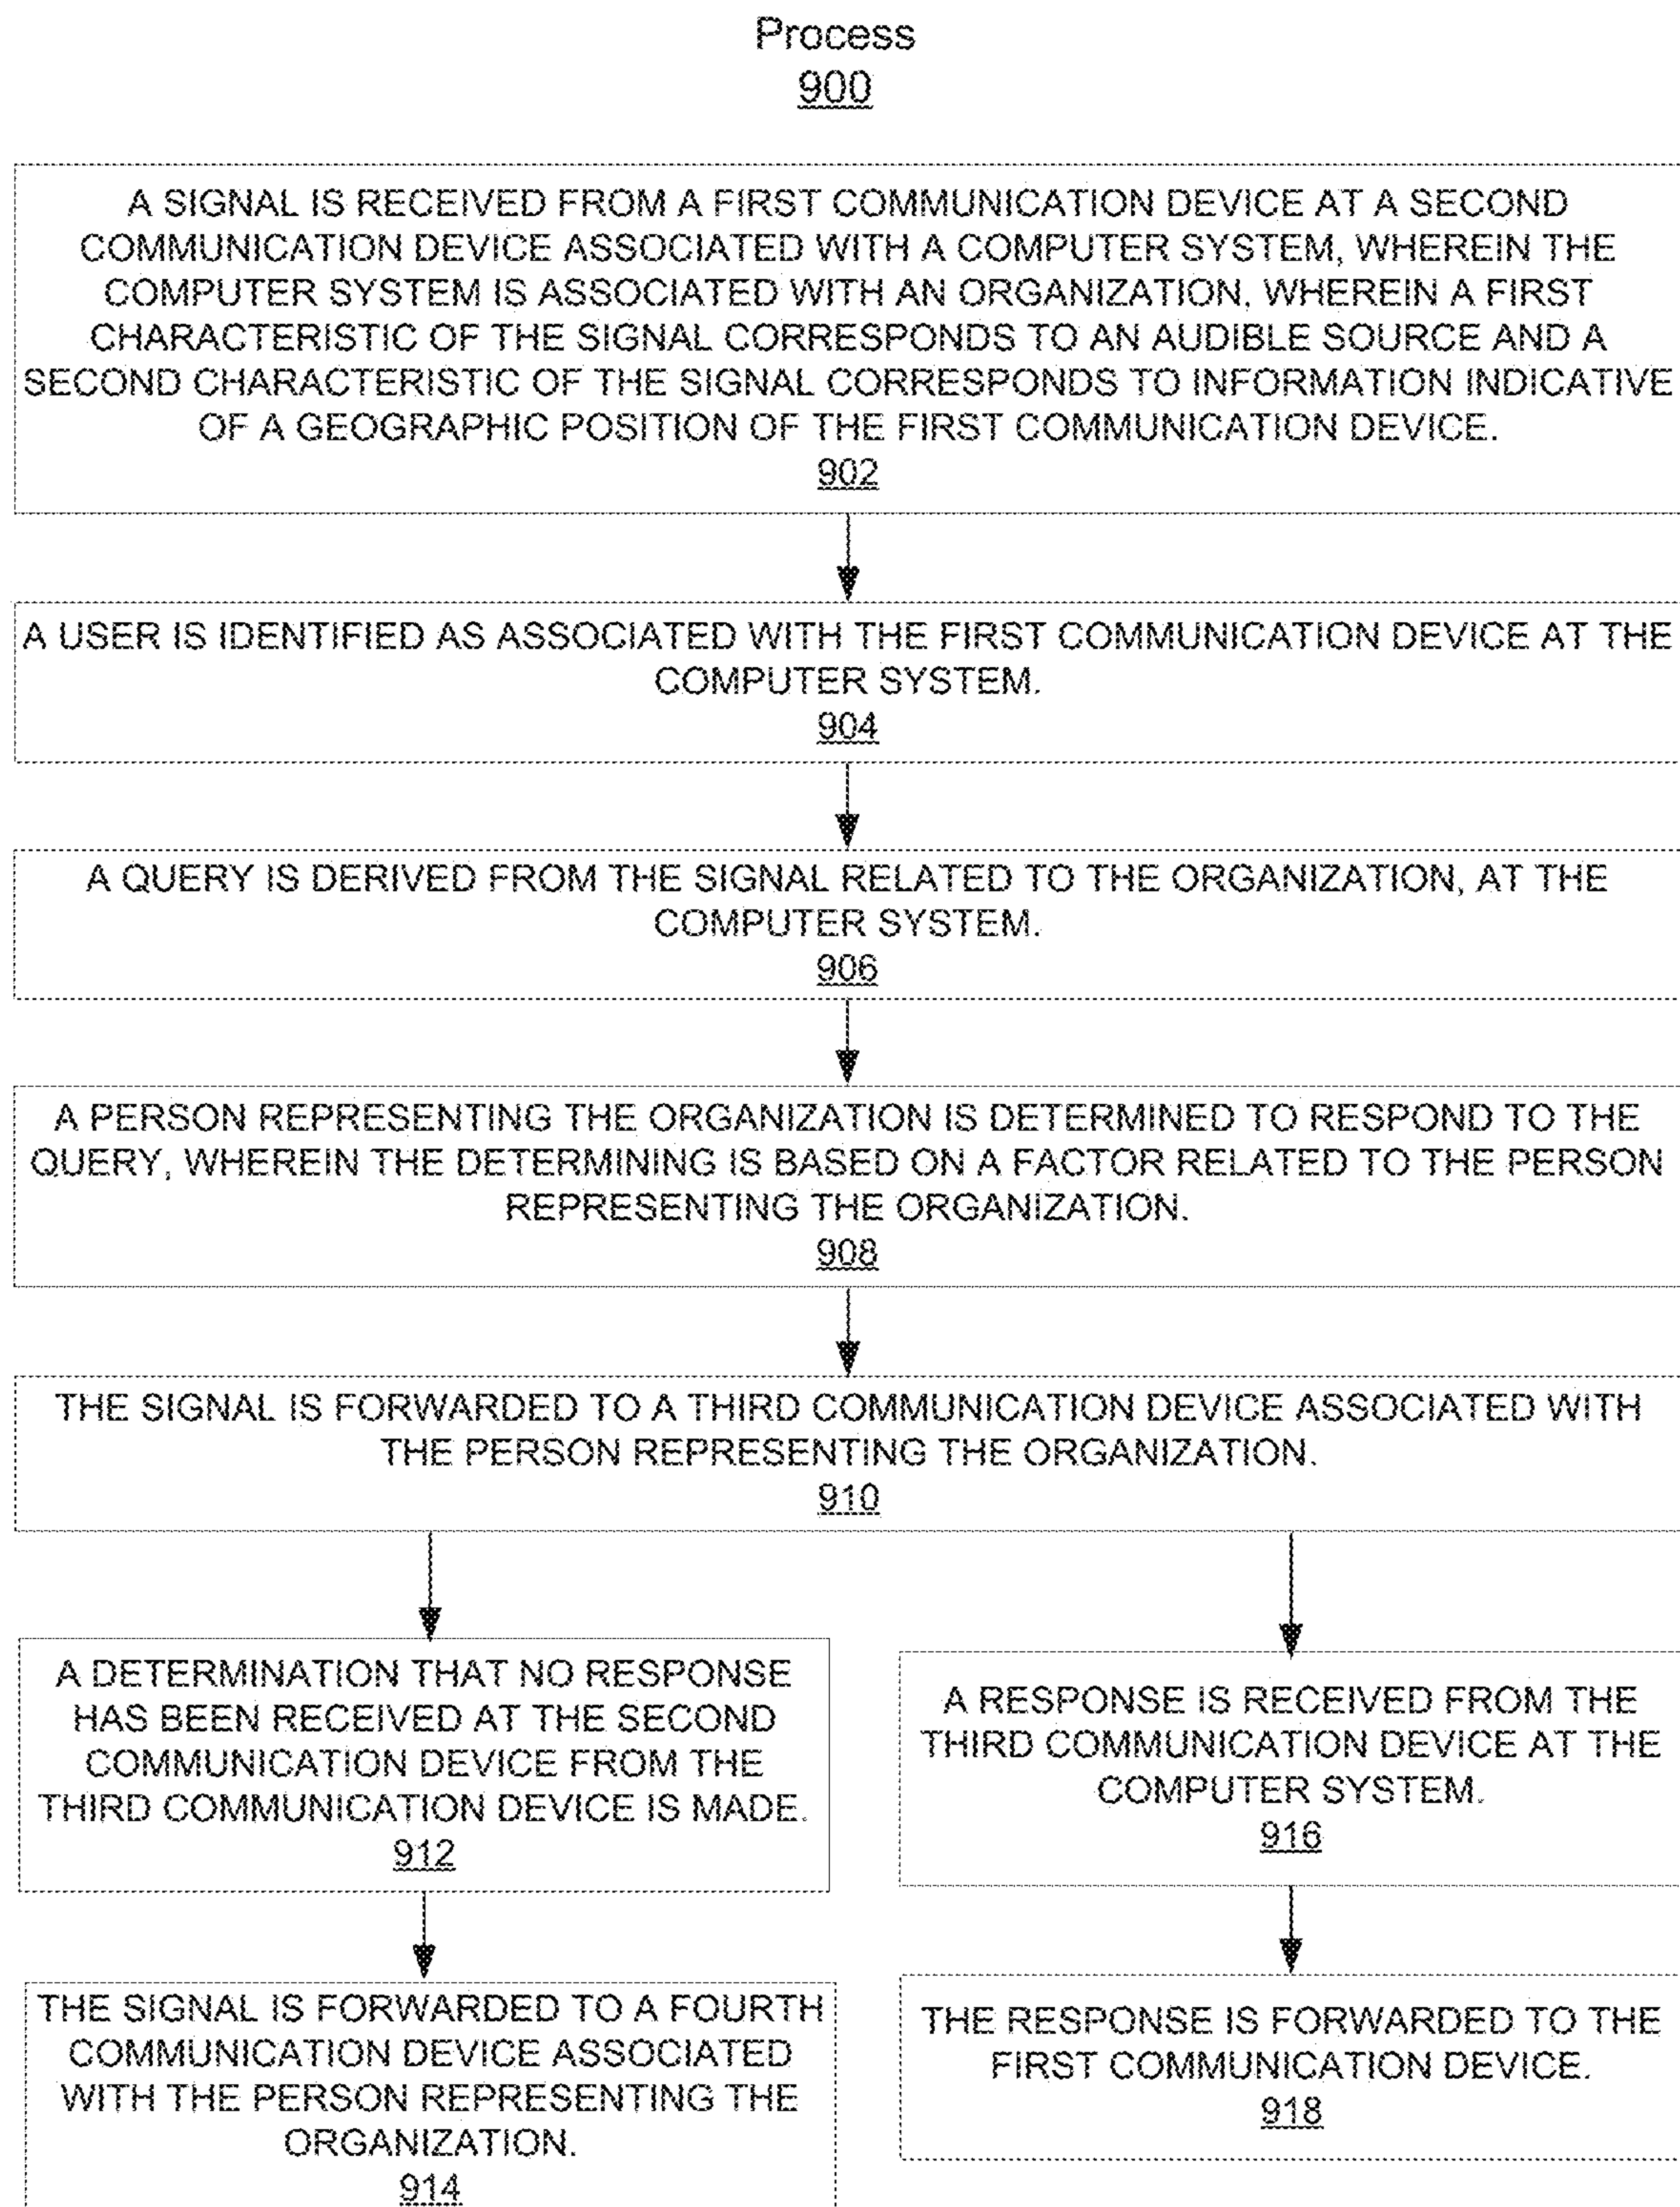 Process
900
A SIGNAL IS RECEIVED FROM A FIRST COMMUNICATION DEVICE AT A SECOND
COMMUNICATION DEVICE ASSOCIATED WITH A COMPUTER SYSTEM, WHEREIN THE
COMPUTER SYSTEM IS ASSOCIATED WITH AN ORGANIZATION, WHEREIN A FIRST
CHARACTERISTIC OF THE SIGNAL CORRESPONDS TO AN AUDIBLE SOURCE AND A
SECOND CHARACTERISTIC OF THE SIGNAL CORRESPONDS TO INFORMATION INDICATIVE
OF A GEOGRAPHIC POSITION OF THE FIRST COMMUNICATION DEVICE.
902
A USER IS IDENTIFIED AS ASSOCIATED WITH THE FIRST COMMUNICATION DEVICE AT THE
COMPUTER SYSTEM.
904
A QUERY IS DERIVED FROM THE SIGNAL RELATED TO THE ORGANIZATION, AT THE
COMPUTER SYSTEM.
906
A PERSON REPRESENTING THE ORGANIZATION IS DETERMINED TO RESPOND TO THE
QUERY, WHEREIN THE DETERMINING IS BASED ON A FACTOR RELATED TO THE PERSON
REPRESENTING THE ORGANIZATION.
908
THE SIGNAL IS FORWARDED TO A THIRD COMMUNICATION DEVICE ASSOCIATED WITH
THE PERSON REPRESENTING THE ORGANIZATION.
910
A DETERMINATION THAT NO RESPONSE
HAS BEEN RECEIVED AT THE SECOND
COMMUNICATION DEVICE FROM THE
THIRD COMMUNICATION DEVICE IS MADE.
912
THE SIGNAL IS FORWARDED TO A FOURTH
COMMUNICATION DEVICE ASSOCIATED
WITH THE PERSON REPRESENTING THE
ORGANIZATION.
914
A RESPONSE IS RECEIVED FROM THE
THIRD COMMUNICATION DEVICE AT THE
COMPUTER SYSTEM.
916
THE RESPONSE IS FORWARDED TO THE
FIRST COMMUNICATION DEVICE.
918